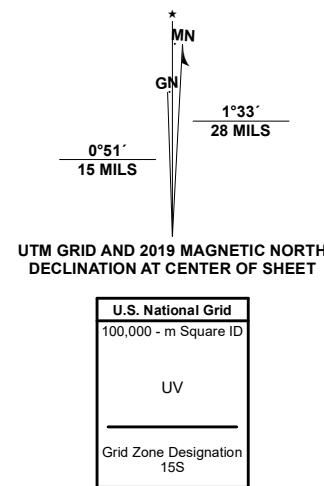 ★
MN
GN
1°33´
28 MILS
0°51´
15 MILS
UTM GRID AND 2019 MAGNETIC NORTH
DECLINATION AT CENTER OF SHEET
U.S. National Grid
100,000 - m Square ID
UV
Grid Zone Designation
15S